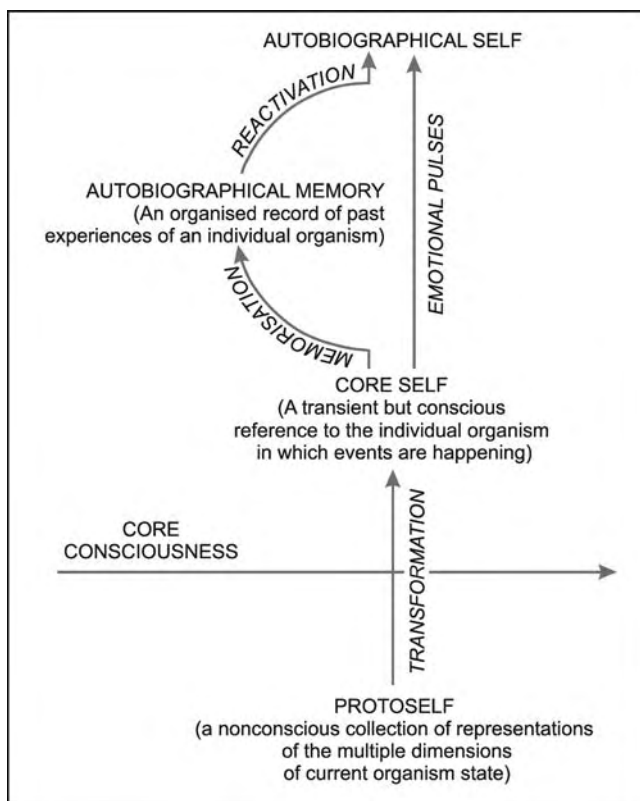 AUTOBIOGRAPHICAL SELF
REACTIVATION
EMOTIONAL PULSES
AUTOBIOGRAPHICAL MEMORY
(An organised record of past
experiences of an individual organism)
MEMORISATION
CORE SELF
(A transient but conscious
reference to the individual organism
in which events are happening)
CORE
CONSCIOUSNESS
TRANSFORMATION
PROTOSELF
(a nonconscious collection of representations
of the multiple dimensions
of current organism state)